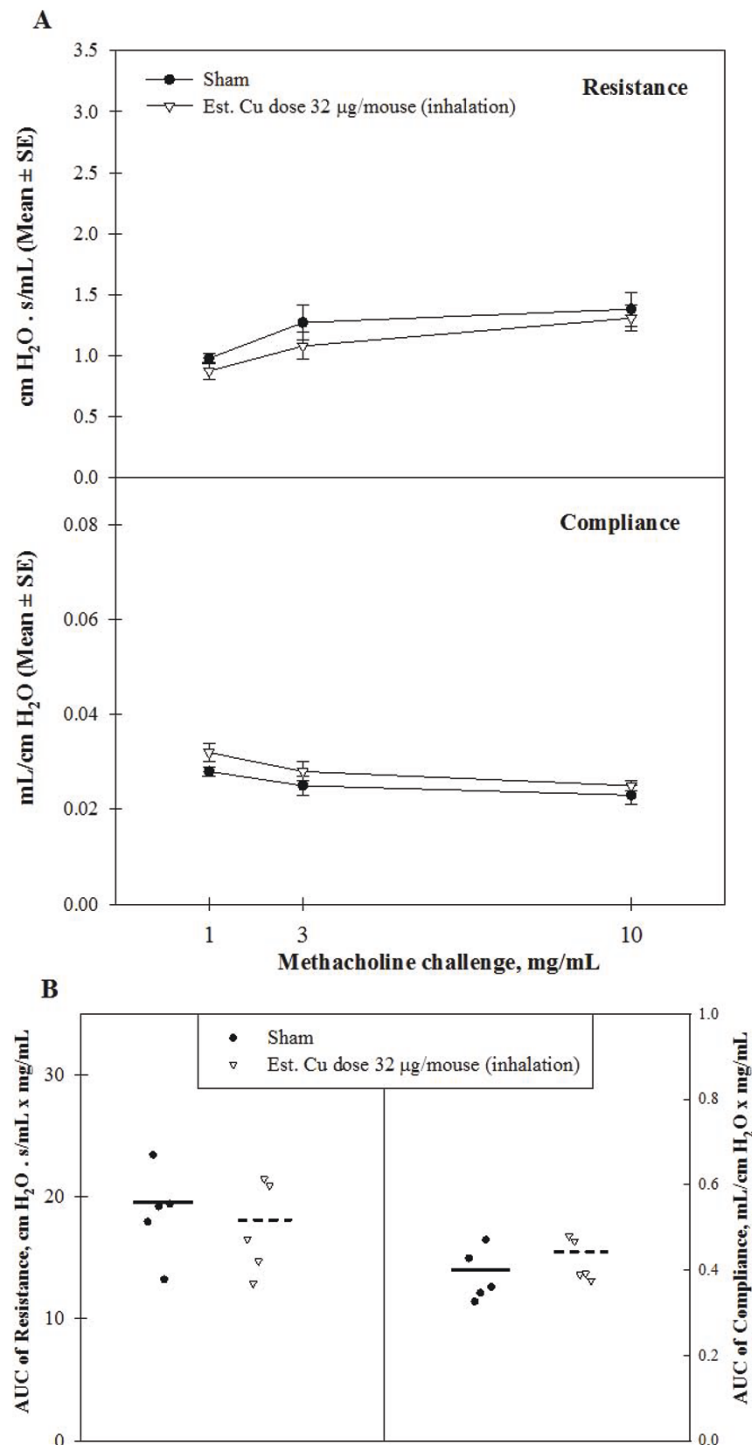 A
3.5
3.0
2.5
2.0
1.5
1.0
0.5
0.0
cm H₂O . s/mL (Mean ± SE)
Sham
Est. Cu dose 32 µg/mouse (inhalation)
Resistance
0.08
0.06
0.04
0.02
0.00
mL/cm H₂O (Mean ± SE)
Compliance
1 3 10
Methacholine challenge, mg/mL
B
30
20
10
0
AUC of Resistance, cm H₂O . s/mL x mg/mL
Sham
Est. Cu dose 32 µg/mouse (inhalation)
1.0
0.8
0.6
0.4
0.2
0.0
AUC of Compliance, mL/cm H₂O x mg/mL